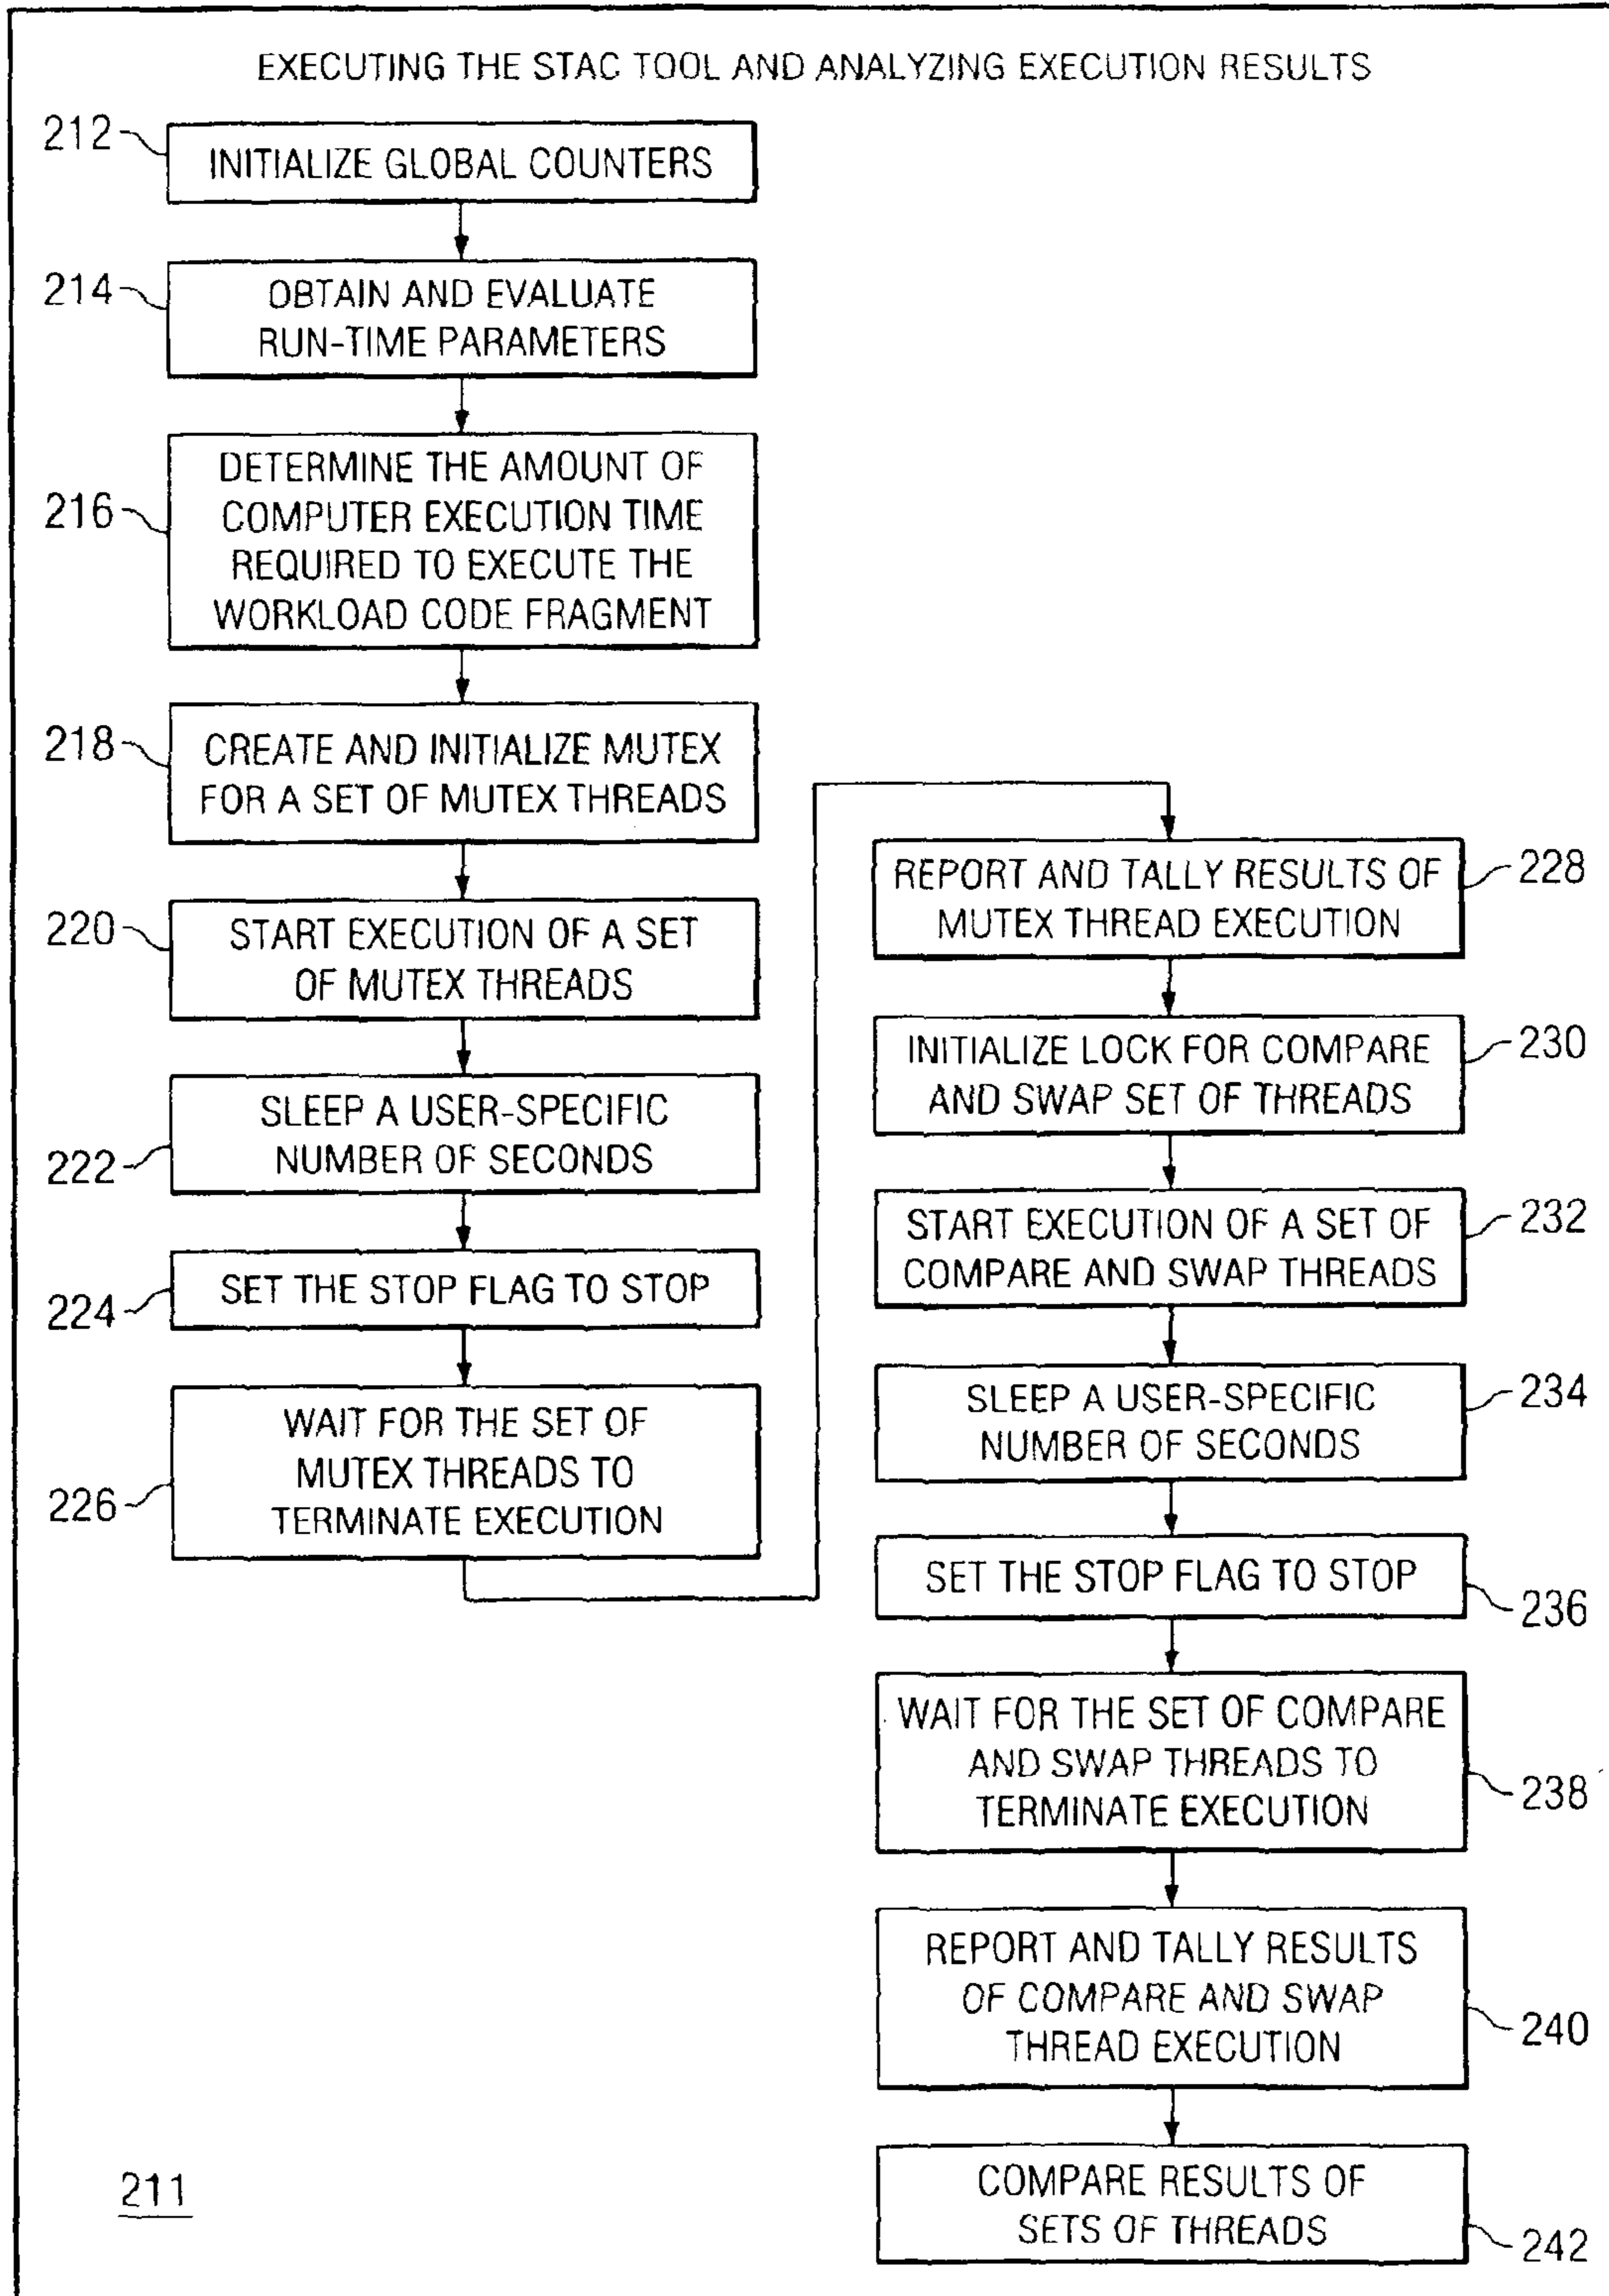 EXECUTING THE STAC TOOL AND ANALYZING EXECUTION RESULTS
212
INITIALIZE GLOBAL COUNTERS
214
OBTAIN AND EVALUATE
RUN-TIME PARAMETERS
216
DETERMINE THE AMOUNT OF
COMPUTER EXECUTION TIME
REQUIRED TO EXECUTE THE
WORKLOAD CODE FRAGMENT
218
CREATE AND INITIALIZE MUTEX
FOR A SET OF MUTEX THREADS
220
START EXECUTION OF A SET
OF MUTEX THREADS
222
SLEEP A USER-SPECIFIC
NUMBER OF SECONDS
224
SET THE STOP FLAG TO STOP
226
WAIT FOR THE SET OF
MUTEX THREADS TO
TERMINATE EXECUTION
228
REPORT AND TALLY RESULTS OF
MUTEX THREAD EXECUTION
230
INITIALIZE LOCK FOR COMPARE
AND SWAP SET OF THREADS
232
START EXECUTION OF A SET OF
COMPARE AND SWAP THREADS
234
SLEEP A USER-SPECIFIC
NUMBER OF SECONDS
236
SET THE STOP FLAG TO STOP
238
WAIT FOR THE SET OF COMPARE
AND SWAP THREADS TO
TERMINATE EXECUTION
240
REPORT AND TALLY RESULTS
OF COMPARE AND SWAP
THREAD EXECUTION
242
COMPARE RESULTS OF
SETS OF THREADS
211